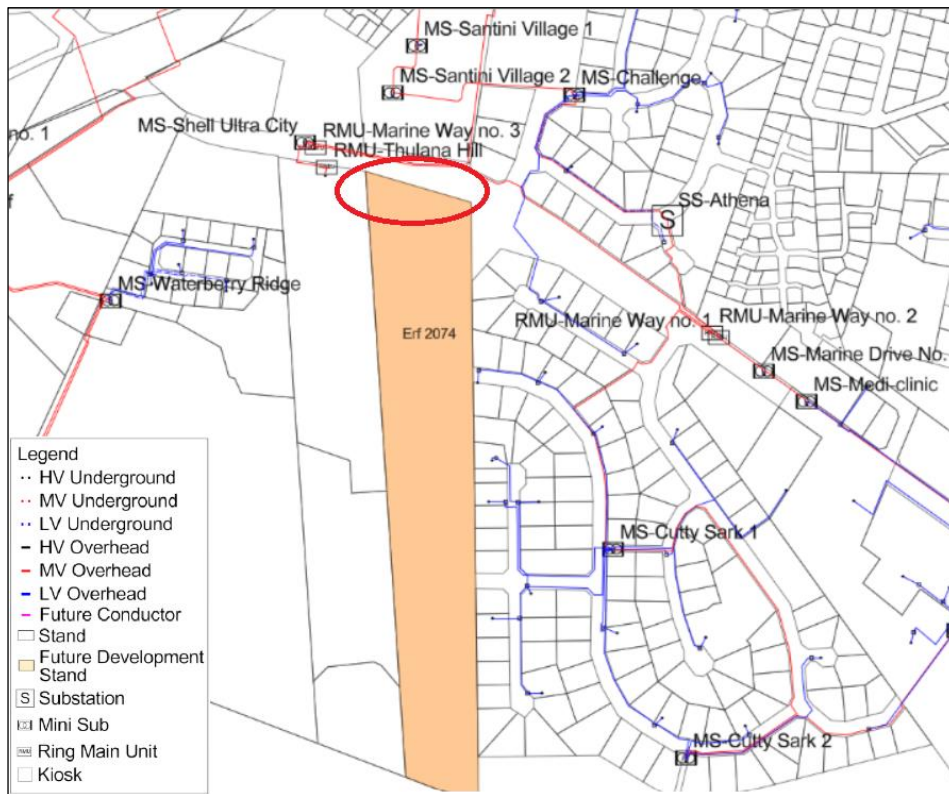 MS-Santini Village 1
MS-Santini Village 2
MS-Challenge
no. 1
MS-Shell Ultra City
RMU-Marine Way no. 3
RMU-Thulana Hill
f
SS-Athena
S
MS-Waterberry Ridge
Erf 2074
RMU-Marine Way no. 1
RMU-Marine Way no. 2
MS-Marine Drive No.
MS-Medi-clinic
MS-Cutty Sark 1
MS-Cutty Sark 2
Legend
HV Underground
MV Underground
LV Underground
HV Overhead
MV Overhead
LV Overhead
Future Conductor
Stand
Future Development
Stand
S Substation
Mini Sub
Ring Main Unit
Kiosk